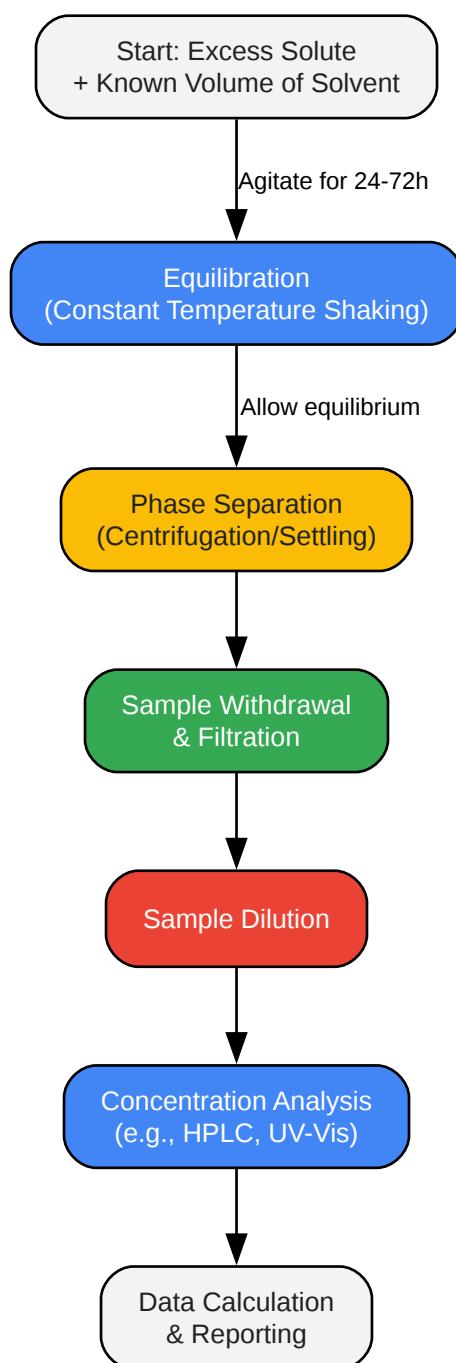 Start: Excess Solute
+ Known Volume of Solvent
Agitate for 24-72h
Equilibration
(Constant Temperature Shaking)
Allow equilibrium
Phase Separation
(Centrifugation/Settling)
Sample Withdrawal
& Filtration
Sample Dilution
Concentration Analysis
(e.g., HPLC, UV-Vis)
Data Calculation
& Reporting